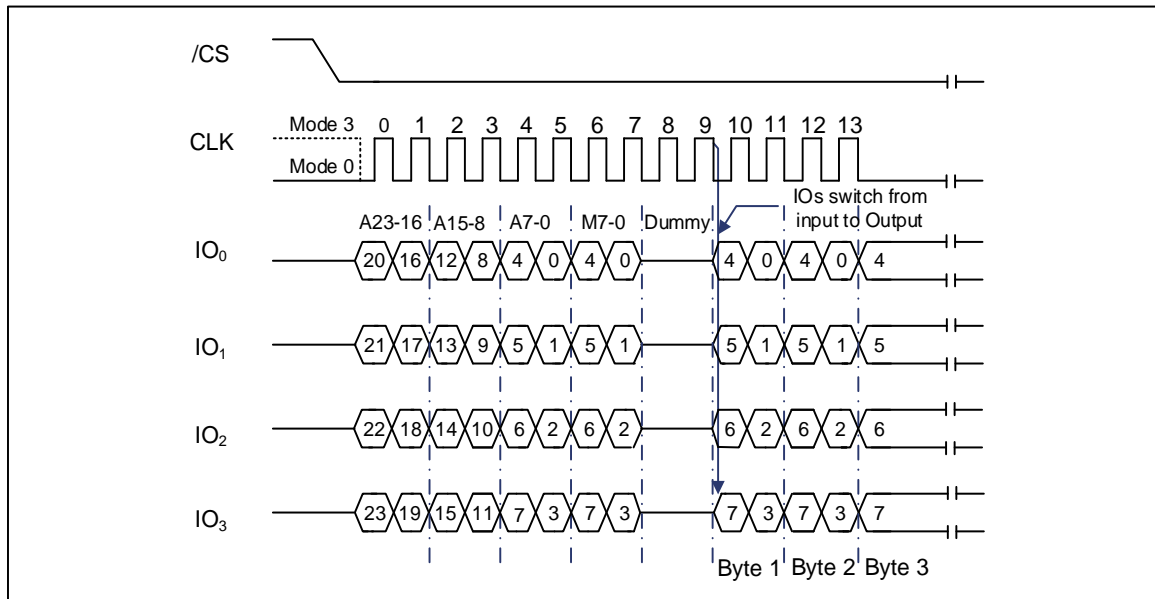 /CS
CLK
Mode 3
Mode 0
0 1 2 3 4 5 6 7 8 9 10 11 12 13
IOs switch from
input to Output
A23-16 A15-8 A7-0 M7-0 Dummy
IO0 20 16 12 8 4 0 4 0 4 0 4 0 4
IO1 21 17 13 9 5 1 5 1 5 1 5 1 5
IO2 22 18 14 10 6 2 6 2 6 2 6 2 6
IO3 23 19 15 11 7 3 7 3 7 3 7 3 7
Byte 1 Byte 2 Byte 3